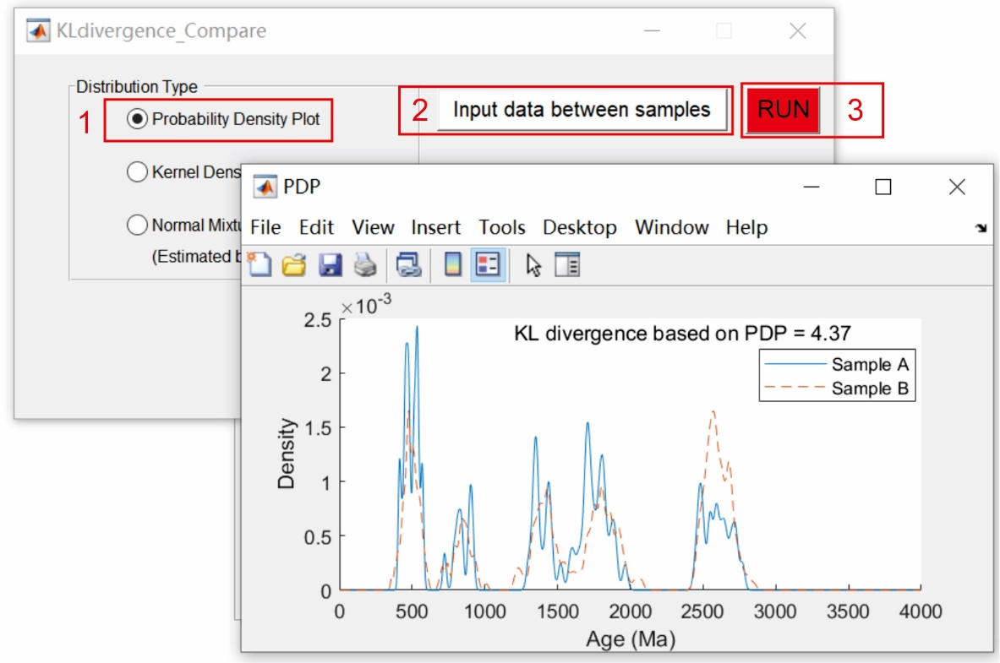 KLdivergence_Compare
Distribution Type
1
Probability Density Plot
2
Input data between samples
RUN
3
Kernel Dens
Normal Mixtu
(Estimated b
PDP
File Edit View Insert Tools Desktop Window Help
×10-3
KL divergence based on PDP = 4.37
Sample A
Sample B
2.5
2
1.5
1
0.5
0
Density
0 500 1000 1500 2000 2500 3000 3500 4000
Age (Ma)